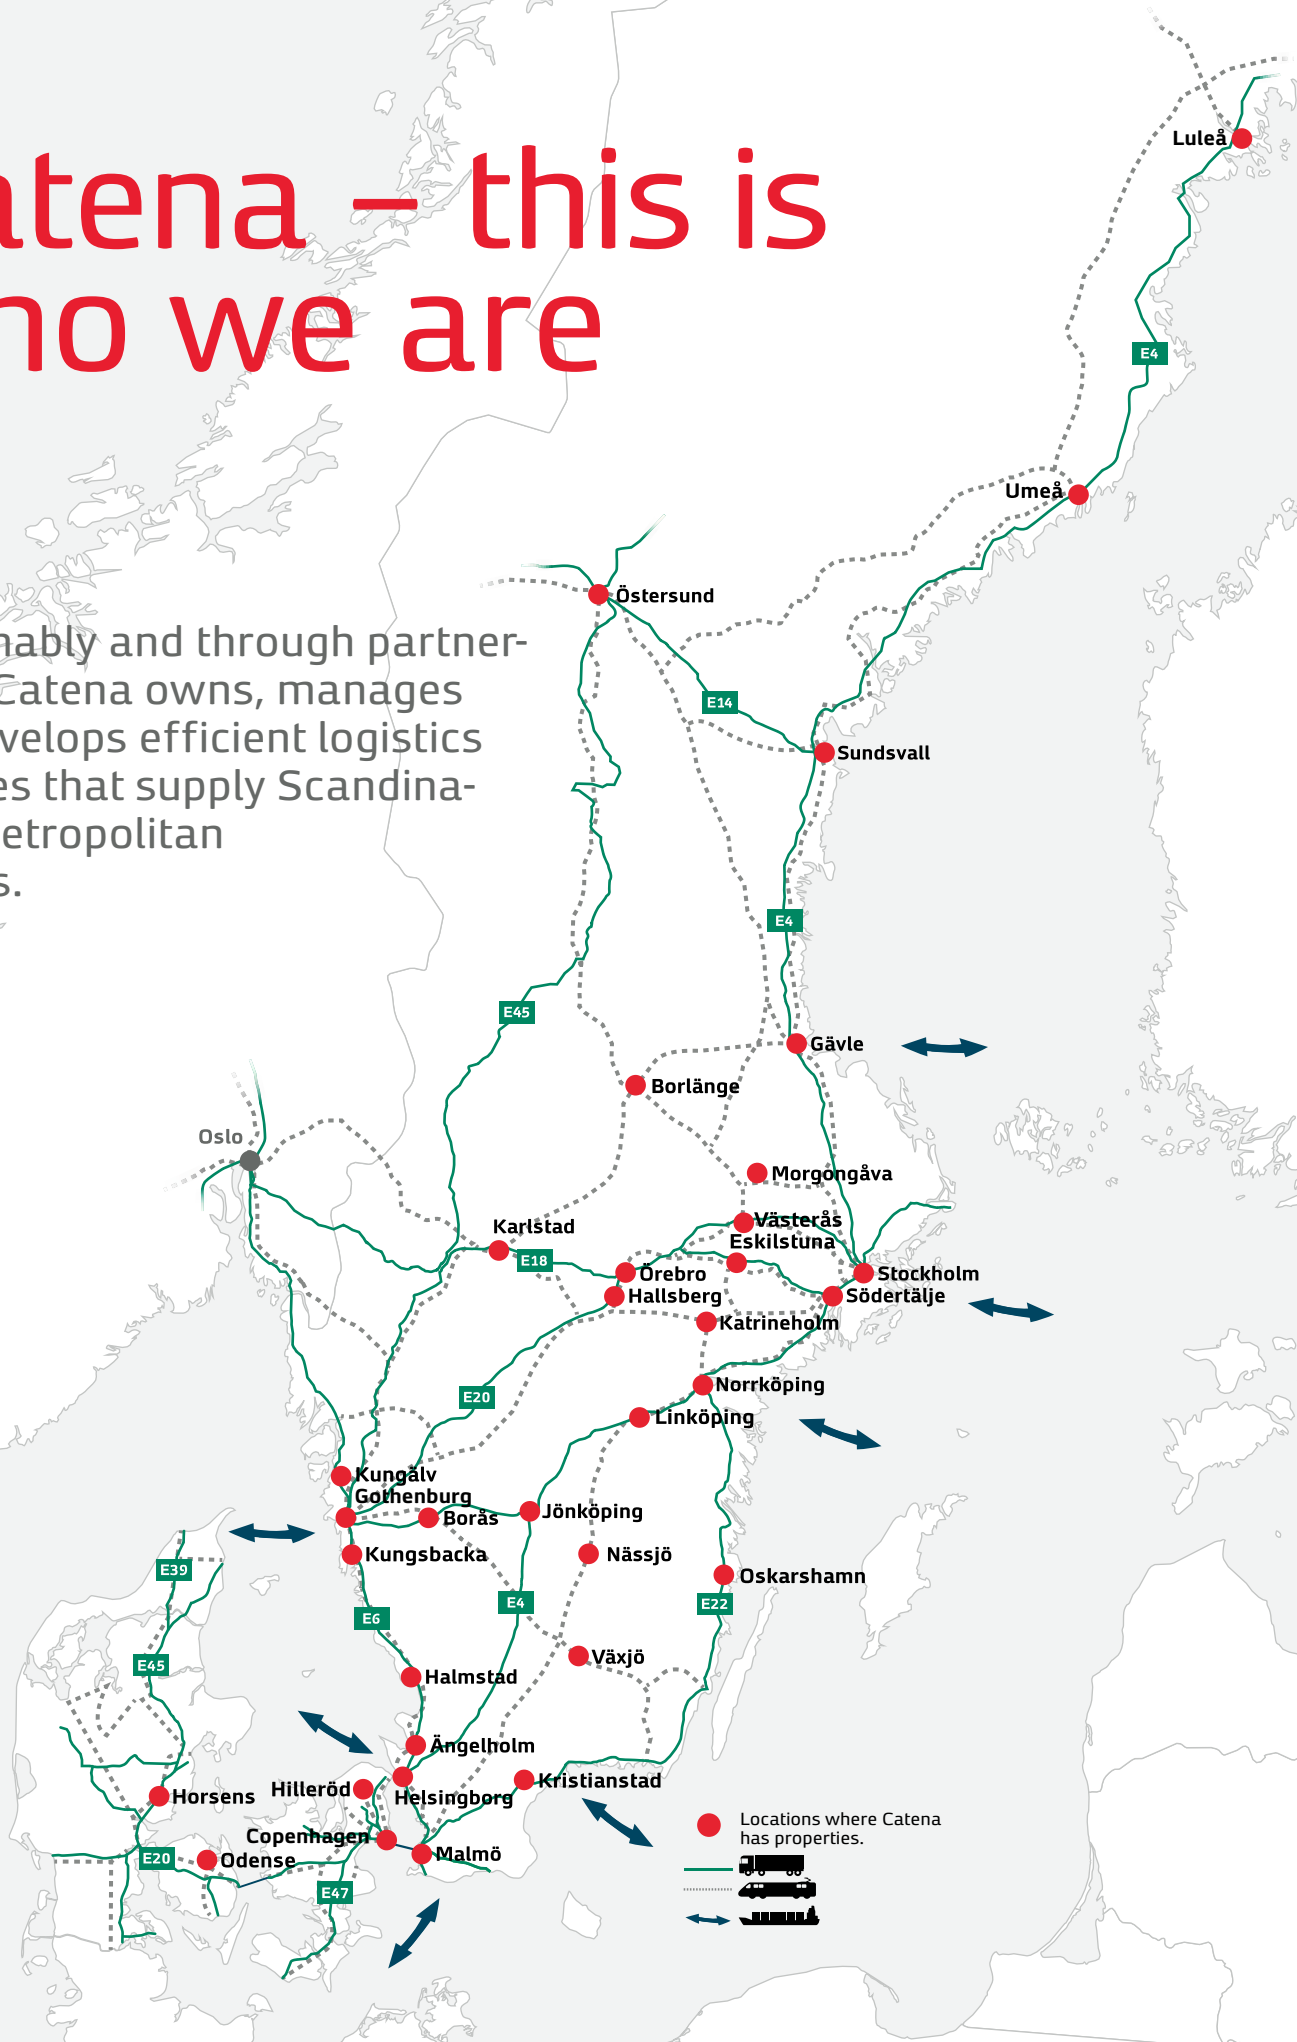 atena – this is
ho we are
nably and through partner-
Catena owns, manages
velops efficient logistics
es that supply Scandina-
etropolitan
s.
Luleå
E4
Umeå
Östersund
E14
Sundsvall
E4
E45
Gävle
Borlänge
Oslo
Morgongåva
Västerås
Karlstad
Eskilstuna
E18
Örebro
Stockholm
Hallsberg
Södertälje
Katrineholm
Norrköping
E20
Linköping
Kungälv
Gothenburg
Borås
Jönköping
Kungsbacka
Nässjö
E39
Oskarshamn
E4
E22
E6
Växjö
E45
Halmstad
Ängelholm
Kristianstad
Hilleröd
Horsens
Helsingborg
Locations where Catena
has properties.
Copenhagen
Malmö
E20
Odense
E47